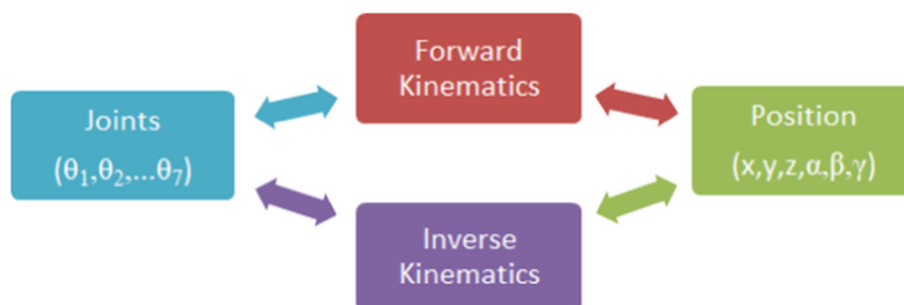 Forward
Kinematics
Joints
(θ₁,θ₂,...θ₇)
Position
(x,y,z,α,β,γ)
Inverse
Kinematics